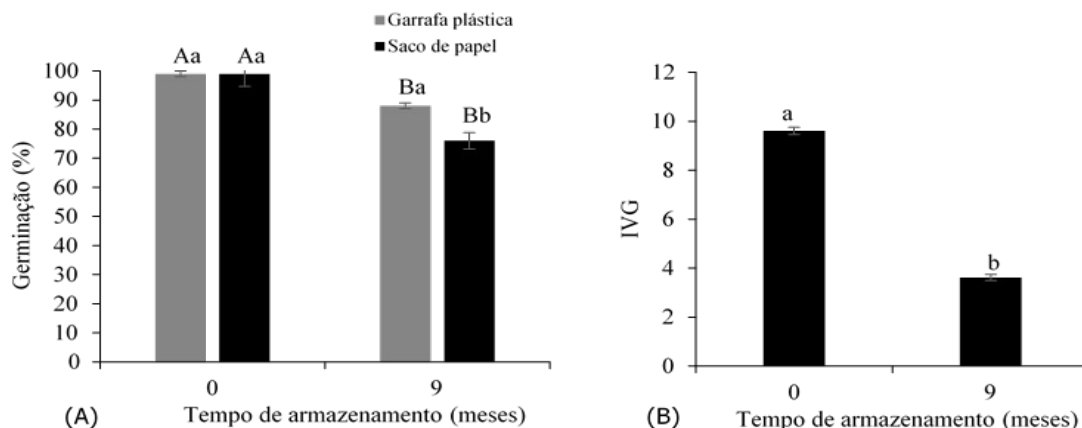 Garrafa plástica
Saco de papel
Aa Aa
Ba
Bb
100
90
80
70
60
50
40
30
20
10
0
Germinação (%)
0 9
(A) Tempo de armazenamento (meses)
12
10
8
6
4
2
0
IVG
a
b
0 9
(B) Tempo de armazenamento (meses)